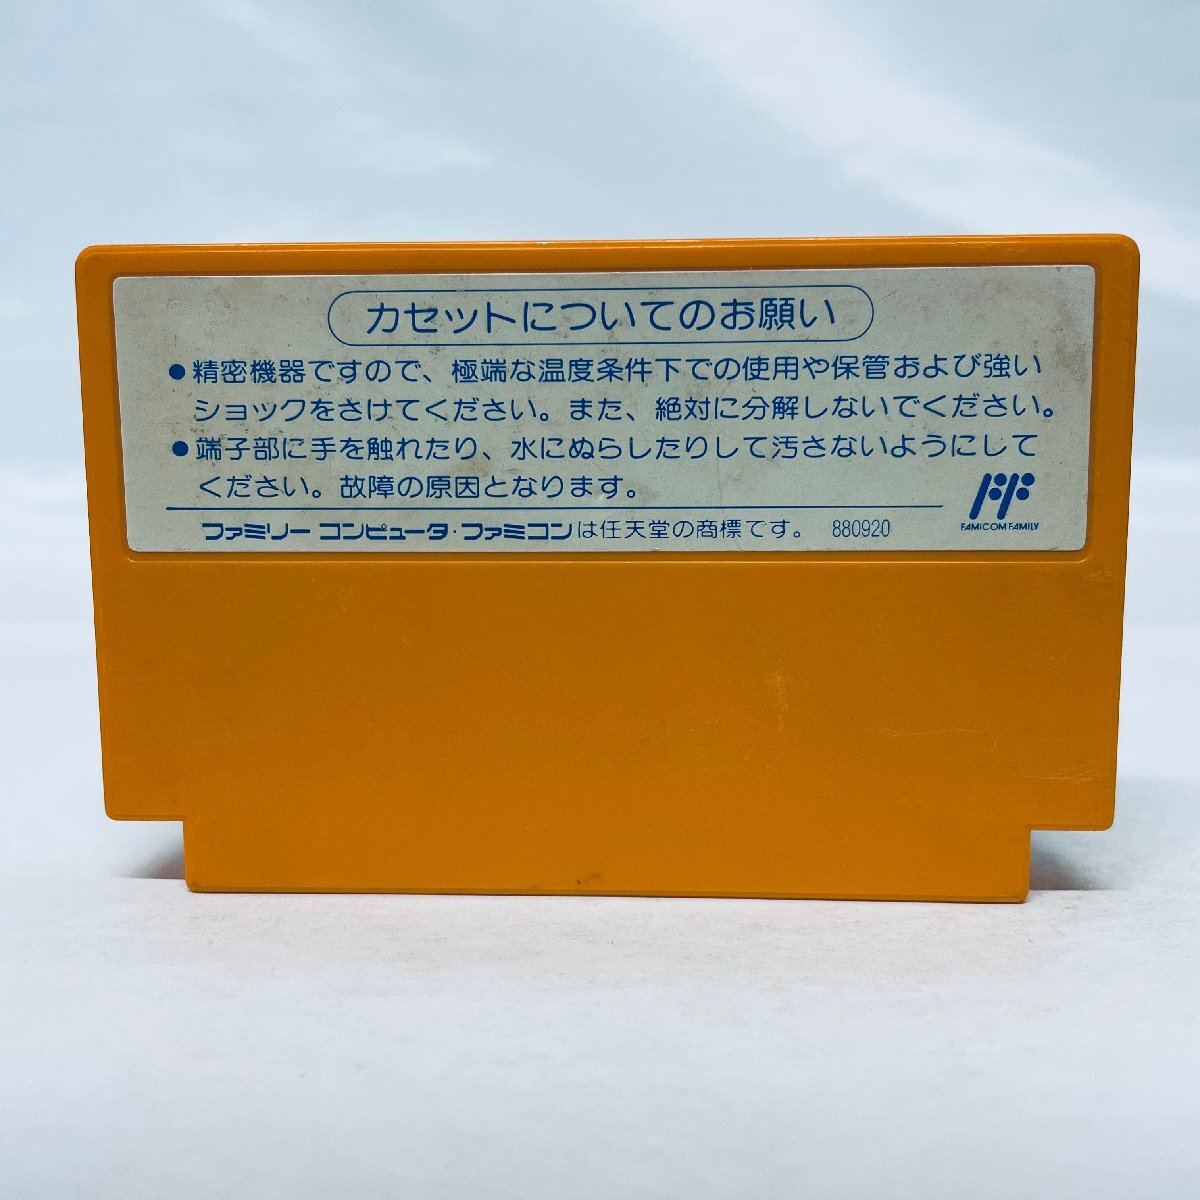 カセットについてのお願い
●精密機器ですので、極端な温度条件下での使用や保管および強い
ショックをさけてください。また、絶対に分解しないでください。
●端子部に手を触れたり、水にぬらしたりして汚さないようにして
ください。故障の原因となります。
ファミリーコンピュータ・ファミコンは任天堂の商標です。 880920
FAMICOM FAMILY